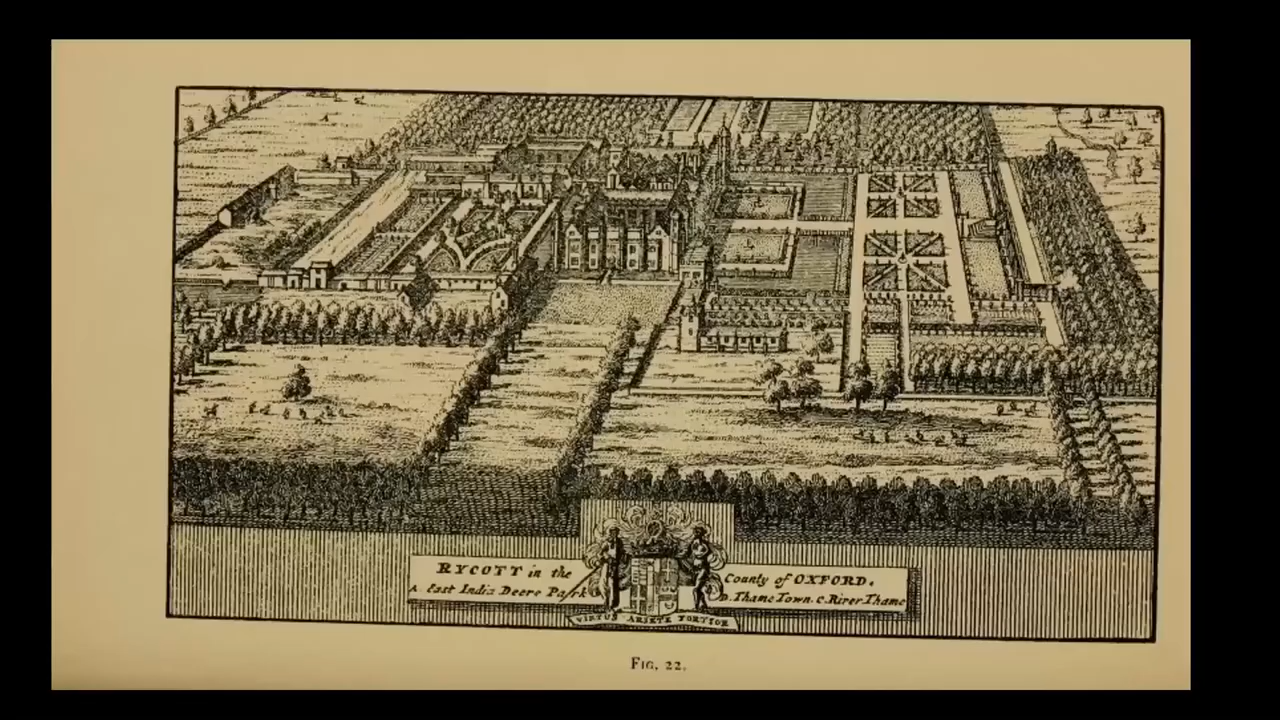 RYCOTT in the County of OXFORD.
A. East India Deere Park D. Thame Town. C. River Thame
VIRTUS ARIETE FORTIOR
FIG. 22.